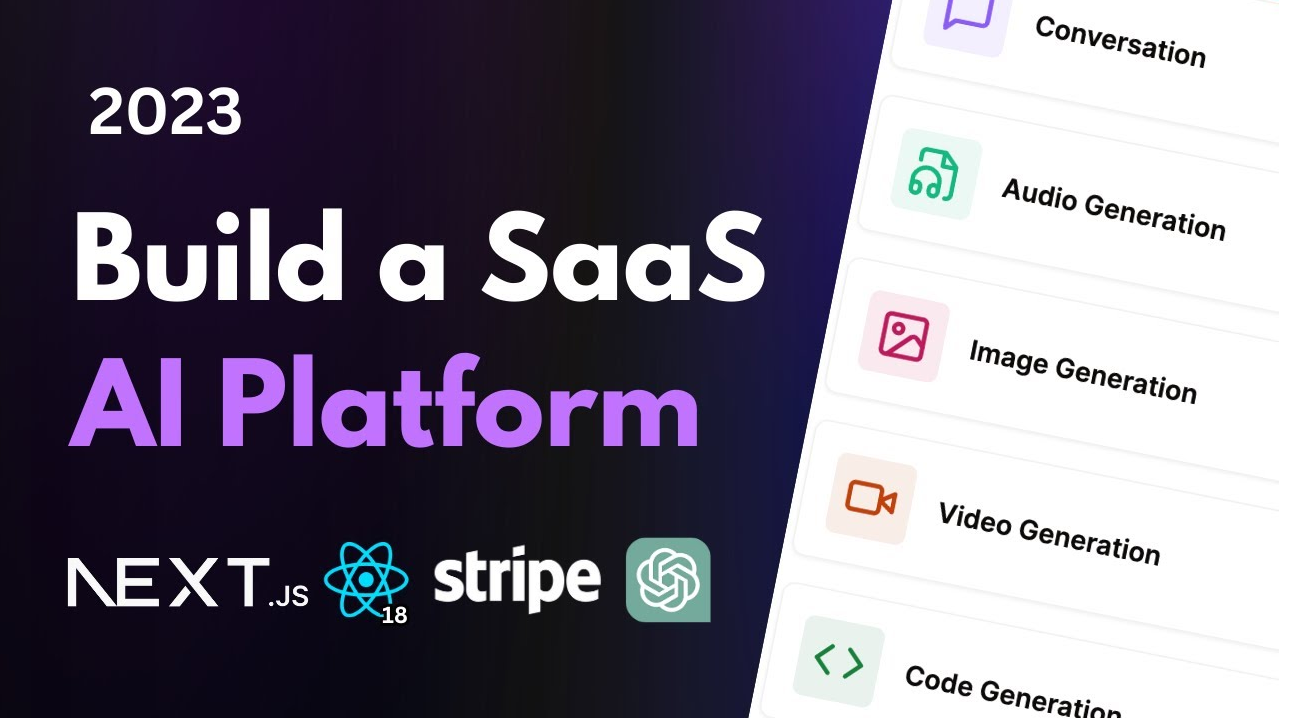 2023
Build a SaaS
AI Platform
NEXT.JS
18
stripe
Conversation
Audio Generation
Image Generation
Video Generation
Code Generation